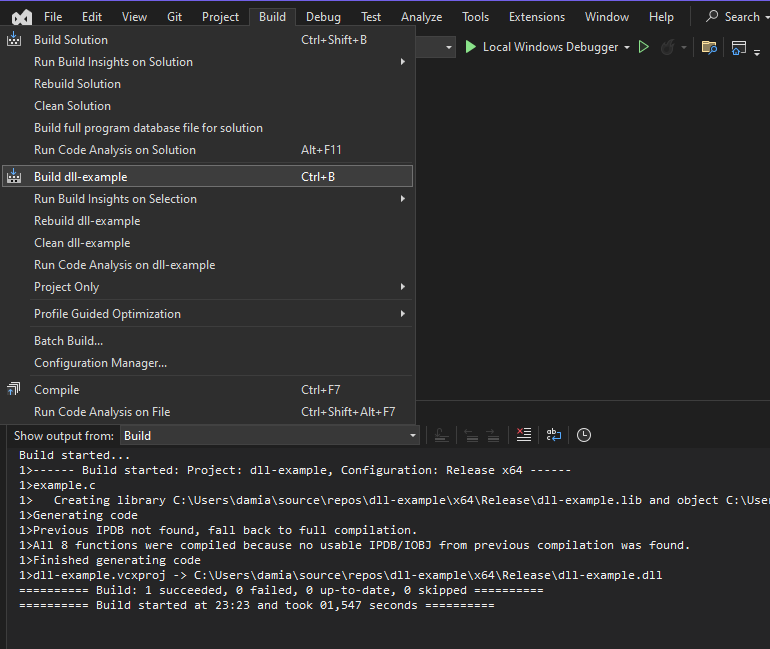 File Edit View Git Project Build Debug Test Analyze Tools Extensions Window Help Search
Build Solution Ctrl+Shift+B
Local Windows Debugger
Run Build Insights on Solution
Rebuild Solution
Clean Solution
Build full program database file for solution
Run Code Analysis on Solution Alt+F11
Build dll-example Ctrl+B
Run Build Insights on Selection
Rebuild dll-example
Clean dll-example
Run Code Analysis on dll-example
Project Only
Profile Guided Optimization
Batch Build...
Configuration Manager...
Compile Ctrl+F7
Run Code Analysis on File Ctrl+Shift+Alt+F7
Show output from: Build
Build started...
1>------ Build started: Project: dll-example, Configuration: Release x64 ------
1>example.c
1>   Creating library C:\Users\damia\source\repos\dll-example\x64\Release\dll-example.lib and object C:\Users
1>Generating code
1>Previous IPDB not found, fall back to full compilation.
1>All 8 functions were compiled because no usable IPDB/IOBJ from previous compilation was found.
1>Finished generating code
1>dll-example.vcxproj -> C:\Users\damia\source\repos\dll-example\x64\Release\dll-example.dll
========== Build: 1 succeeded, 0 failed, 0 up-to-date, 0 skipped ==========
========== Build started at 23:23 and took 01,547 seconds ==========